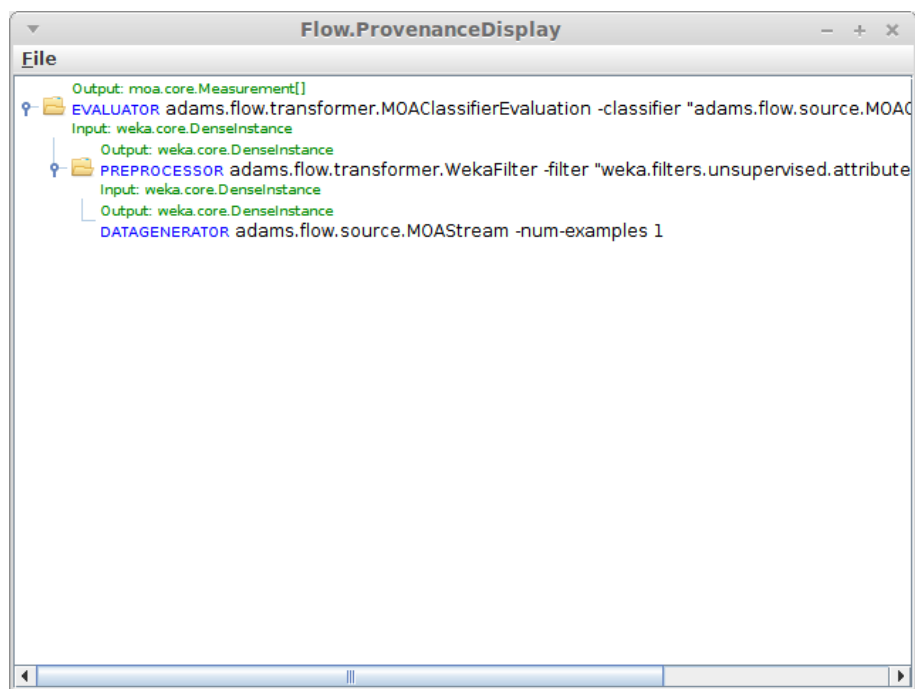 Flow.ProvenanceDisplay
File
Output: moa.core.Measurement[]
EVALUATOR adams.flow.transformer.MOAClassifierEvaluation -classifier "adams.flow.source.MOAC
Input: weka.core.DenseInstance
Output: weka.core.DenseInstance
PREPROCESSOR adams.flow.transformer.WekaFilter -filter "weka.filters.unsupervised.attribute
Input: weka.core.DenseInstance
Output: weka.core.DenseInstance
DATAGENERATOR adams.flow.source.MOAStream -num-examples 1